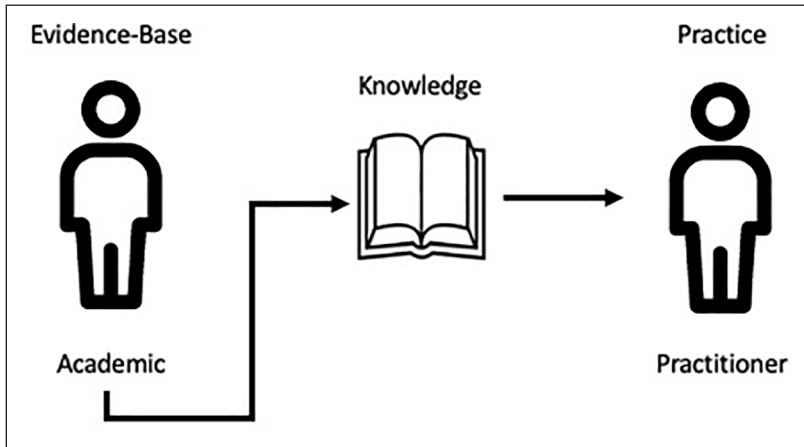 Evidence-Base
Practice
Knowledge
Academic
Practitioner